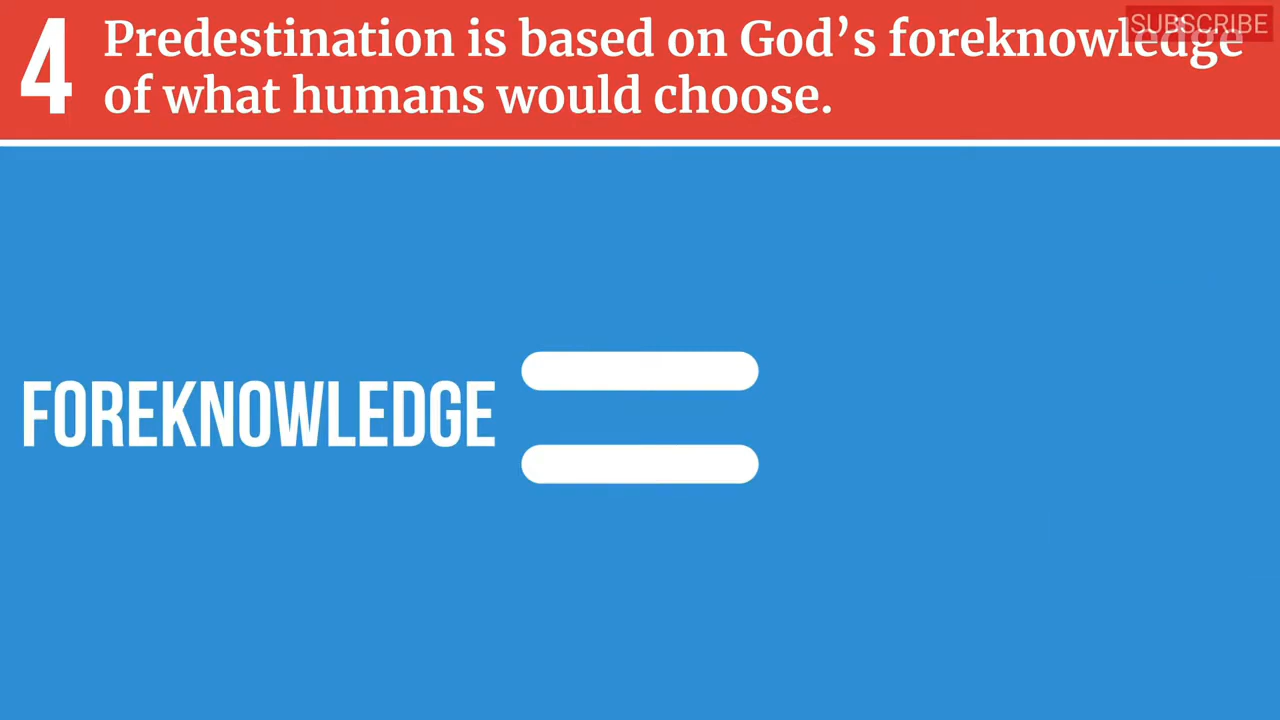 4
Predestination is based on God’s foreknowledge
of what humans would choose.
SUBSCRIBE
FOREKNOWLEDGE